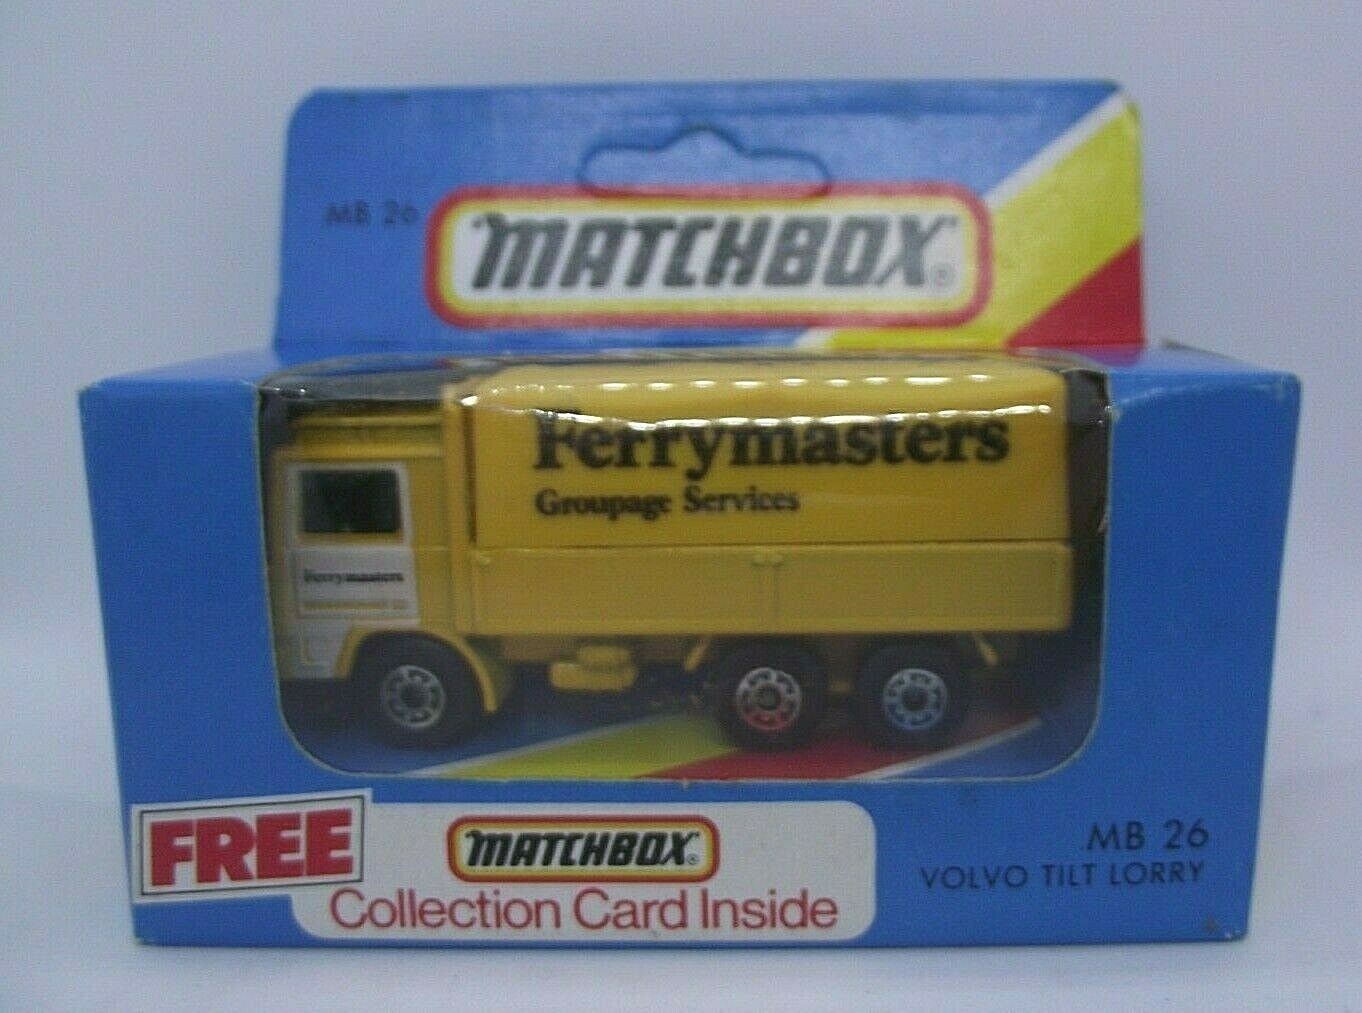 MB 26
MATCHBOX®
Ferrymasters
Groupage Services
Ferrymasters
FREE
MATCHBOX®
Collection Card Inside
MB 26
VOLVO TILT LORRY